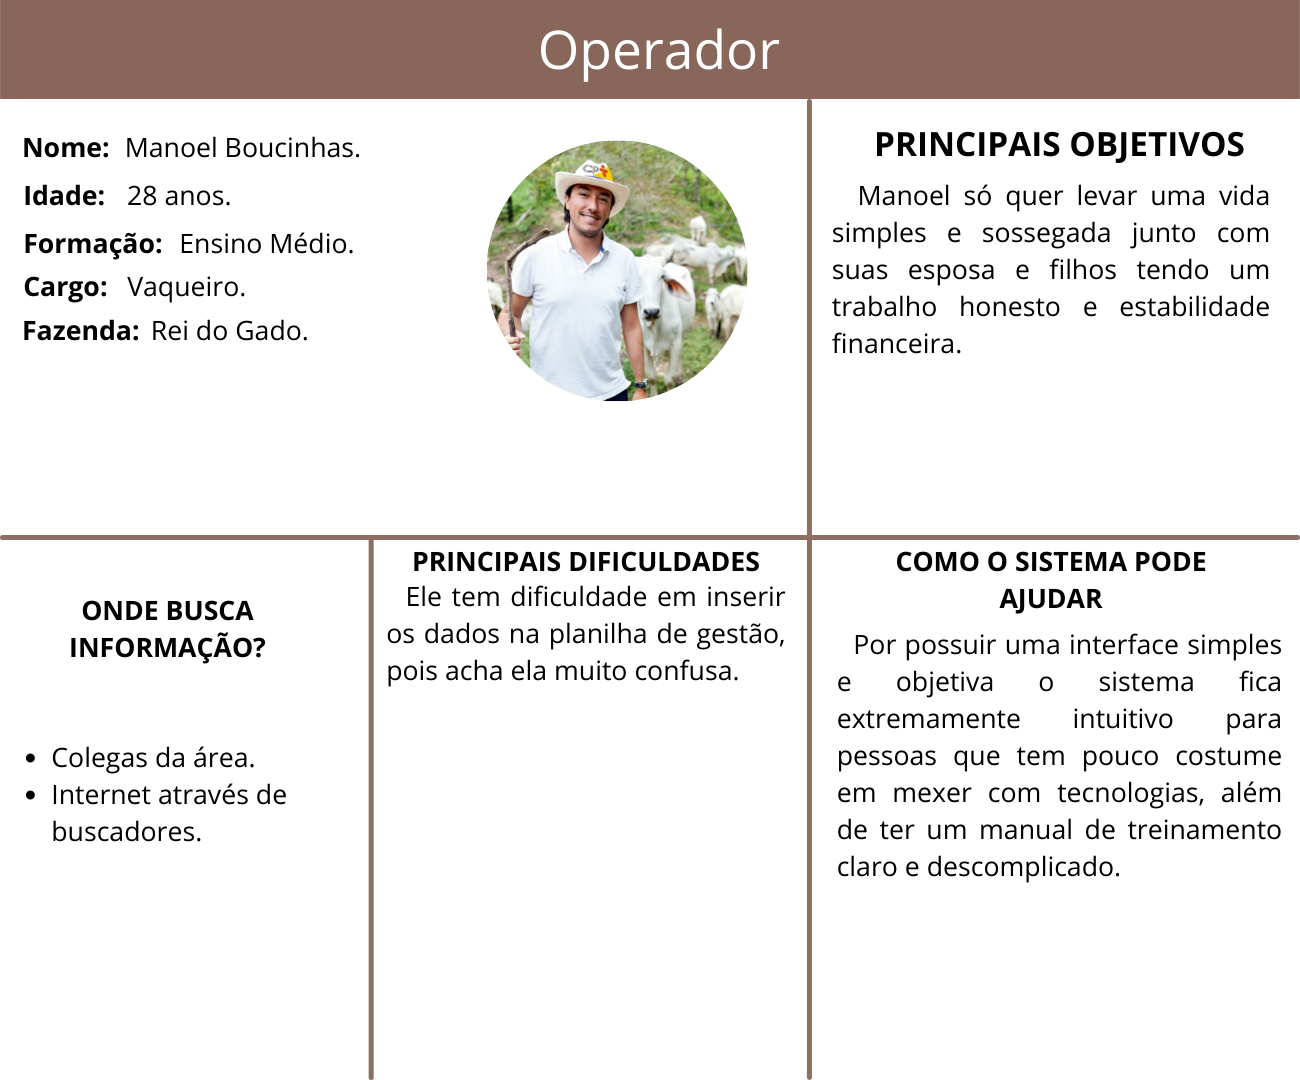 Operador
Nome: Manoel Boucinhas.
Idade: 28 anos.
Formação: Ensino Médio.
Cargo: Vaqueiro.
Fazenda: Rei do Gado.
PRINCIPAIS OBJETIVOS
Manoel só quer levar uma vida
simples e sossegada junto com
suas esposa e filhos tendo um
trabalho honesto e estabilidade
financeira.
ONDE BUSCA
INFORMAÇÃO?
• Colegas da área.
• Internet através de
buscadores.
PRINCIPAIS DIFICULDADES
Ele tem dificuldade em inserir
os dados na planilha de gestão,
pois acha ela muito confusa.
COMO O SISTEMA PODE
AJUDAR
Por possuir uma interface simples
e objetiva o sistema fica
extremamente intuitivo para
pessoas que tem pouco costume
em mexer com tecnologias, além
de ter um manual de treinamento
claro e descomplicado.